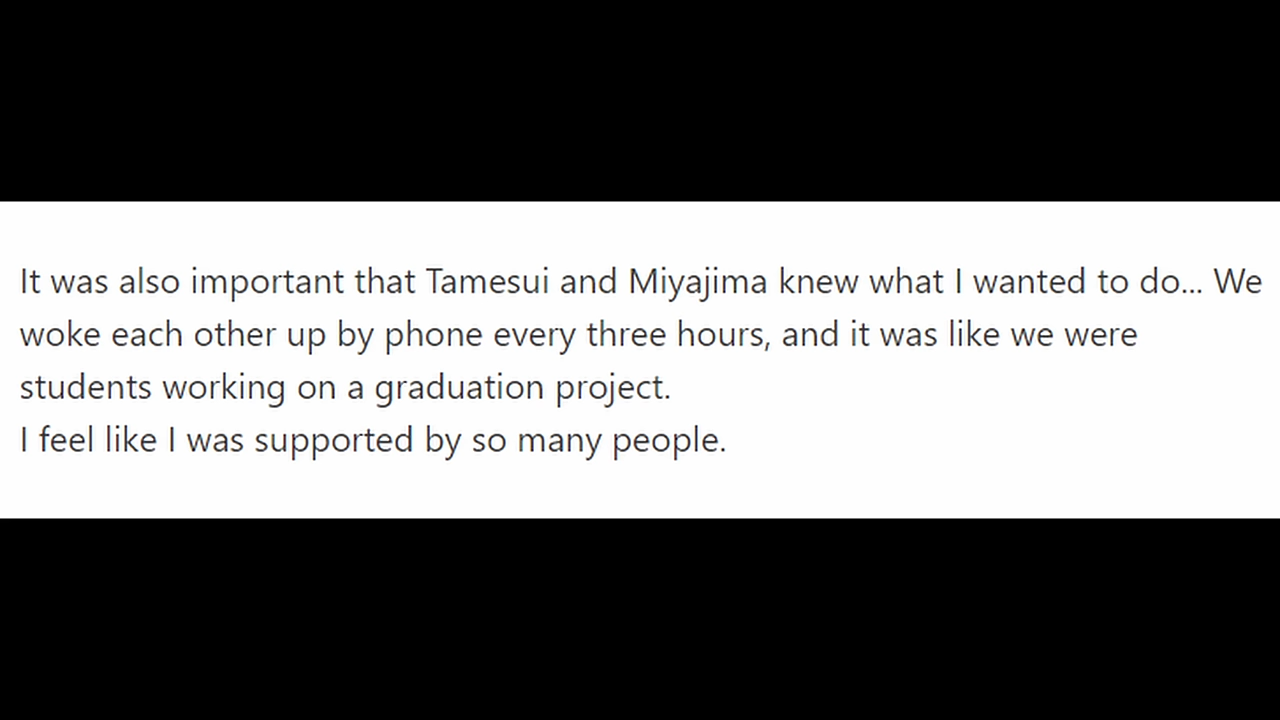 It was also important that Tamesui and Miyajima knew what I wanted to do... We
woke each other up by phone every three hours, and it was like we were
students working on a graduation project.
I feel like I was supported by so many people.